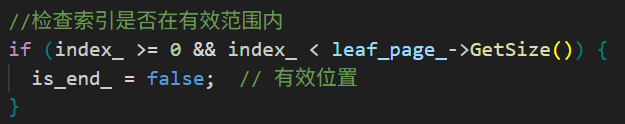 //检查索引是否在有效范围内
if (index_ >= 0 && index_ < leaf_page_->GetSize()) {
  is_end_ = false;  // 有效位置
}